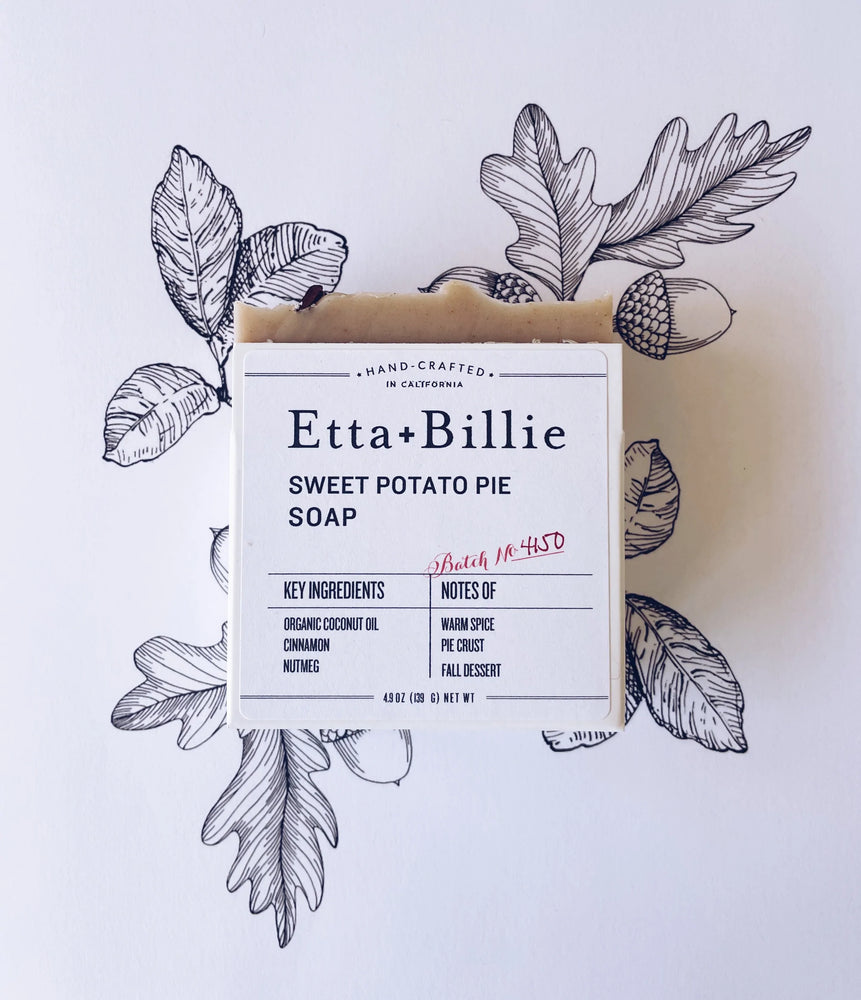 HAND-CRAFTED
IN CALIFORNIA
Etta+Billie
SWEET POTATO PIE
SOAP
Batch No 4150
KEY INGREDIENTS
ORGANIC COCONUT OIL
CINNAMON
NUTMEG
NOTES OF
WARM SPICE
PIE CRUST
FALL DESSERT
4.9 OZ (139 G) NET WT